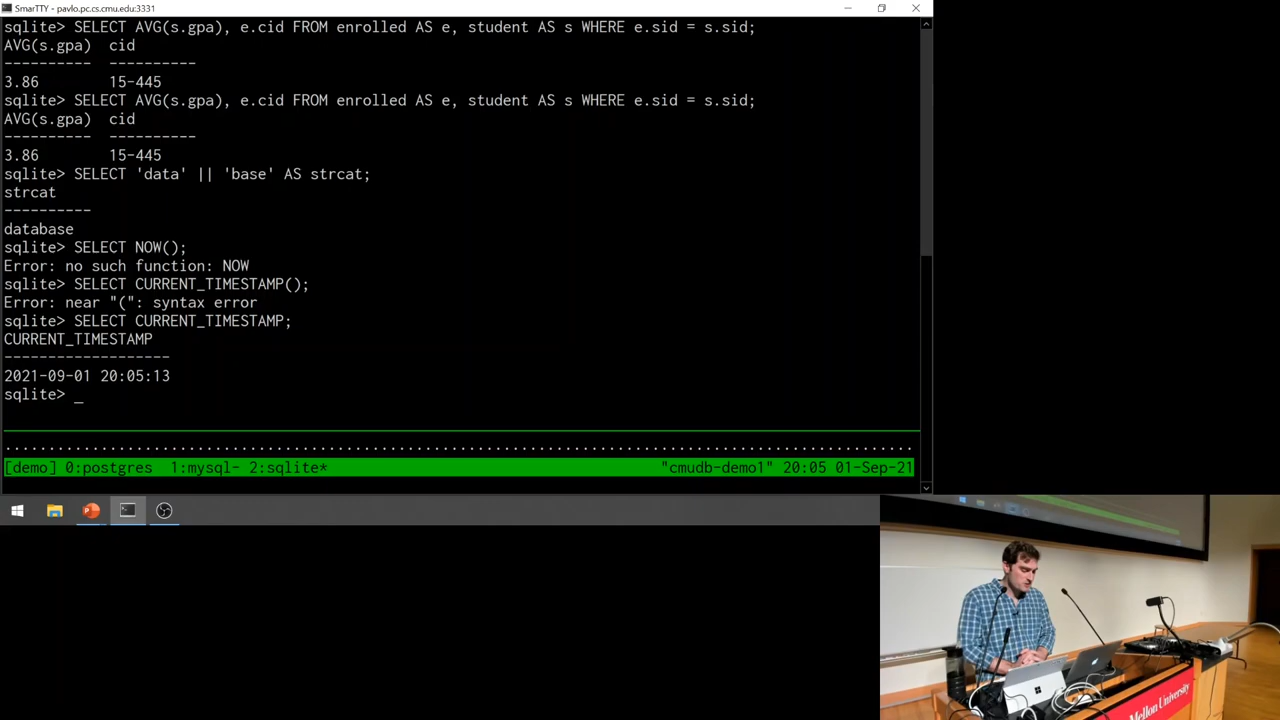 SmarTTY - pavlo.pc.cs.cmu.edu:3331
sqlite> SELECT AVG(s.gpa), e.cid FROM enrolled AS e, student AS s WHERE e.sid = s.sid;
AVG(s.gpa)  cid
----------  ----------
3.86        15-445
sqlite> SELECT AVG(s.gpa), e.cid FROM enrolled AS e, student AS s WHERE e.sid = s.sid;
AVG(s.gpa)  cid
----------  ----------
3.86        15-445
sqlite> SELECT 'data' || 'base' AS strcat;
strcat
----------
database
sqlite> SELECT NOW();
Error: no such function: NOW
sqlite> SELECT CURRENT_TIMESTAMP();
Error: near "(": syntax error
sqlite> SELECT CURRENT_TIMESTAMP;
CURRENT_TIMESTAMP
-------------------
2021-09-01 20:05:13
sqlite> _
[demo] 0:postgres  1:mysql- 2:sqlite* "cmudb-demo1" 20:05 01-Sep-21
Mellon University